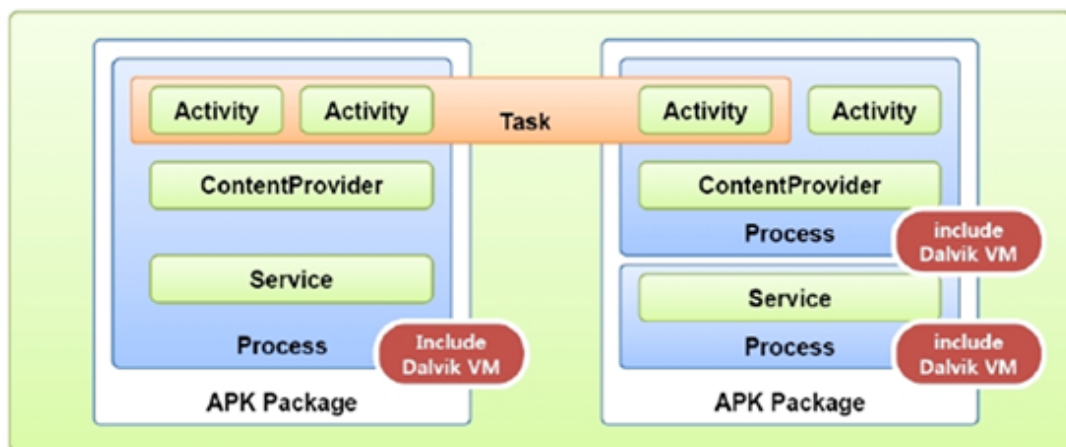 Activity
Activity
Task
Activity
Activity
ContentProvider
ContentProvider
Process
include
Dalvik VM
Service
Service
Process
Include
Dalvik VM
Process
include
Dalvik VM
APK Package
APK Package